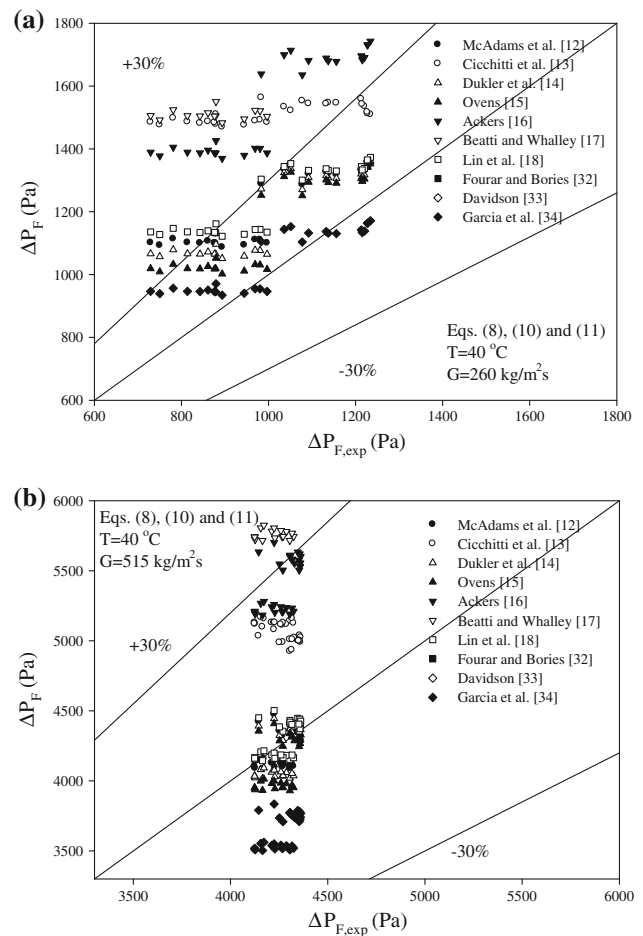 (a)
1800
1600
1400
1200
1000
800
600
ΔP_F (Pa)
+30%
McAdams et al. [12]
Cicchitti et al. [13]
Dukler et al. [14]
Ovens [15]
Ackers [16]
Beatti and Whalley [17]
Lin et al. [18]
Fourar and Bories [32]
Davidson [33]
Garcia et al. [34]
Eqs. (8), (10) and (11)
T=40 °C
G=260 kg/m²s
-30%
600 800 1000 1200 1400 1600 1800
ΔP_F,exp (Pa)
(b)
6000
5500
5000
4500
4000
3500
ΔP_F (Pa)
Eqs. (8), (10) and (11)
T=40 °C
G=515 kg/m²s
+30%
McAdams et al. [12]
Cicchitti et al. [13]
Dukler et al. [14]
Ovens [15]
Ackers [16]
Beatti and Whalley [17]
Lin et al. [18]
Fourar and Bories [32]
Davidson [33]
Garcia et al. [34]
-30%
3500 4000 4500 5000 5500 6000
ΔP_F,exp (Pa)